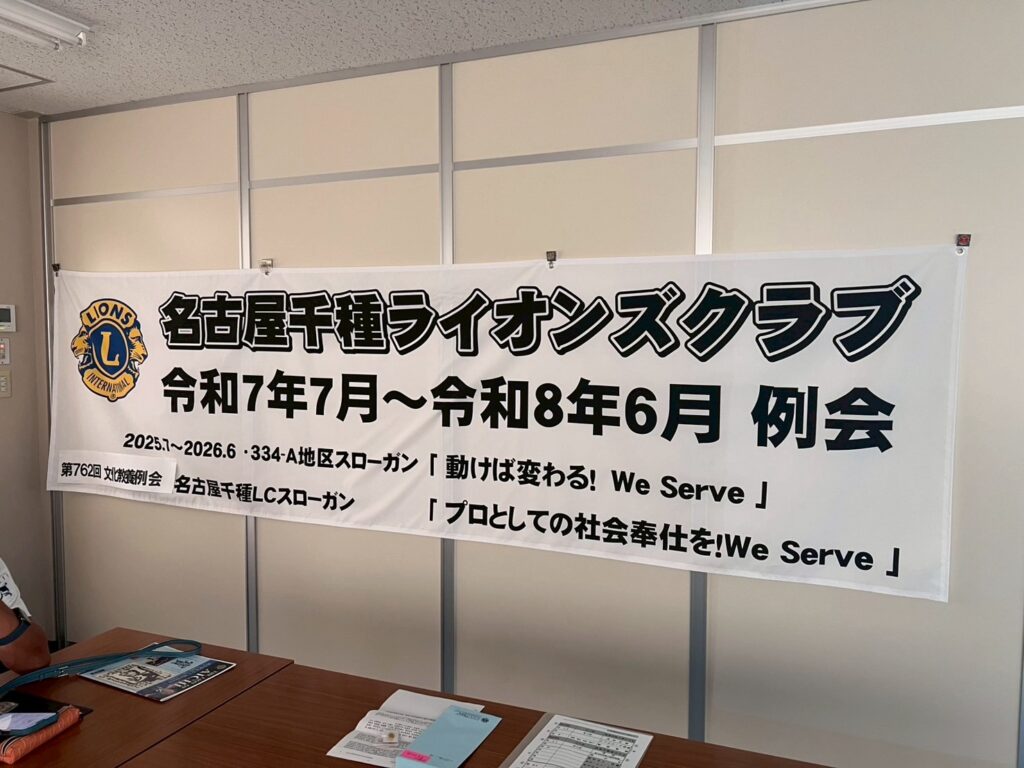 LIONS
L
INTERNATIONAL
名古屋千種ライオンズクラブ
令和7年7月～令和8年6月 例会
2025.7～2026.6 ・334-A地区スローガン「 動けば変わる! We Serve 」
第762回 文化教養例会
名古屋千種LCスローガン 「 プロとしての社会奉仕を!We Serve 」